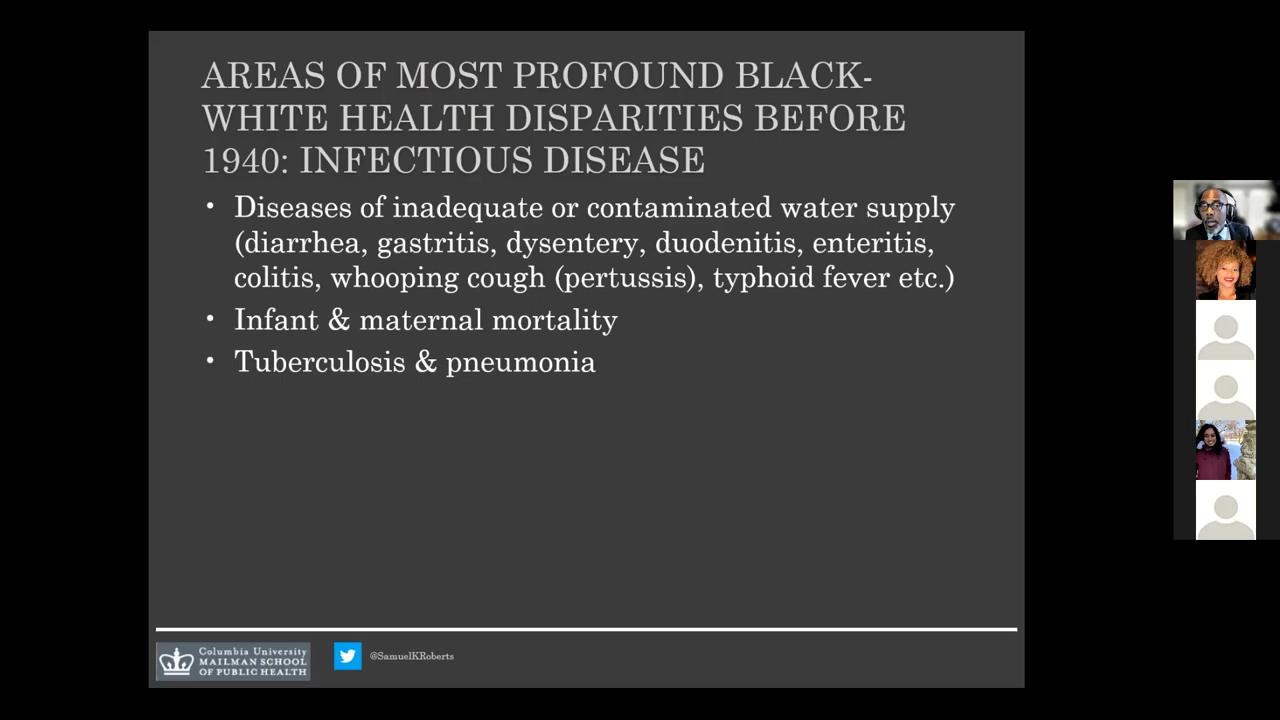 AREAS OF MOST PROFOUND BLACK-
WHITE HEALTH DISPARITIES BEFORE
1940: INFECTIOUS DISEASE
• Diseases of inadequate or contaminated water supply
(diarrhea, gastritis, dysentery, duodenitis, enteritis,
colitis, whooping cough (pertussis), typhoid fever etc.)
• Infant & maternal mortality
• Tuberculosis & pneumonia
Columbia University
MAILMAN SCHOOL
OF PUBLIC HEALTH
@SamuelKRoberts